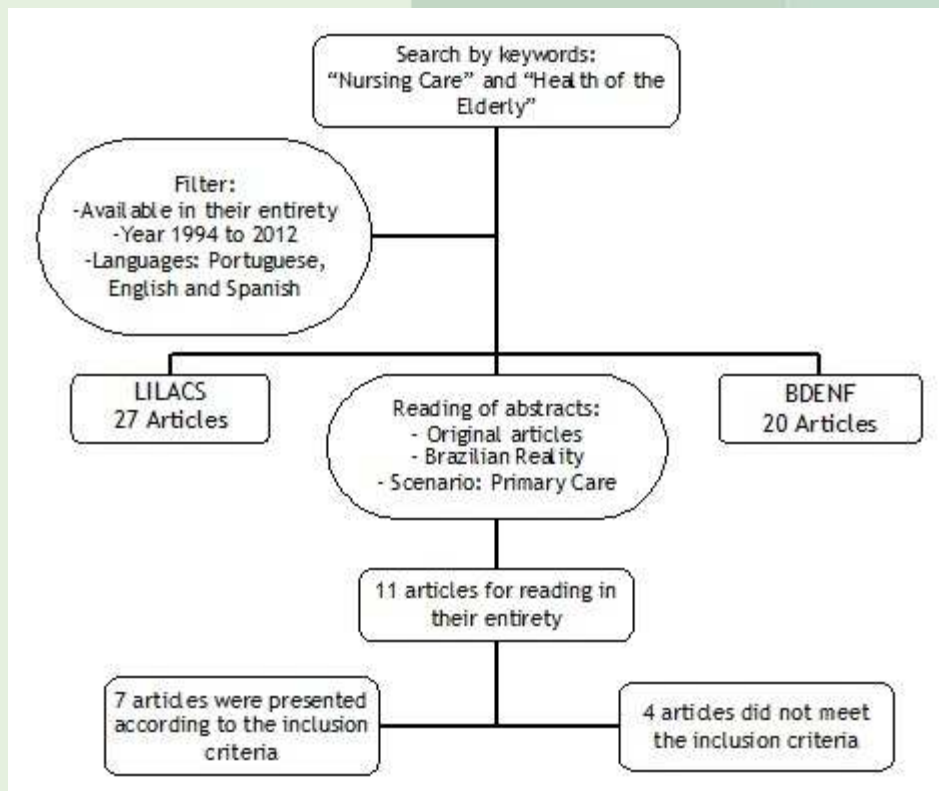 Search by keywords:
“Nursing Care” and “Health of the
Elderly”
Filter:
-Available in their entirety
-Year 1994 to 2012
-Languages: Portuguese,
English and Spanish
LILACS
27 Articles
Reading of abstracts:
- Original articles
- Brazilian Reality
- Scenario: Primary Care
BDENF
20 Articles
11 articles for reading in
their entirety
7 articles were presented
according to the inclusion
criteria
4 articles did not meet
the inclusion criteria